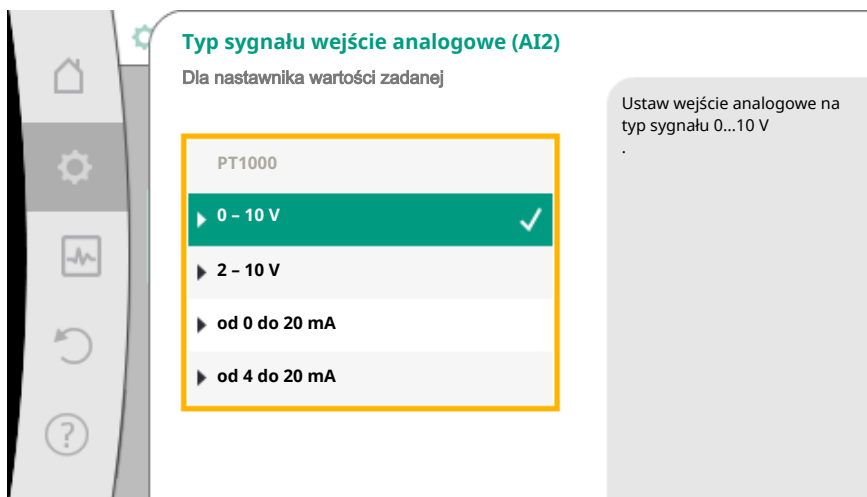 Typ sygnału wejście analogowe (AI2)
Dla nastawnika wartości zadanej
PT1000
0 – 10 V
2 – 10 V
od 0 do 20 mA
od 4 do 20 mA
Ustaw wejście analogowe na
typ sygnału 0...10 V
.
?